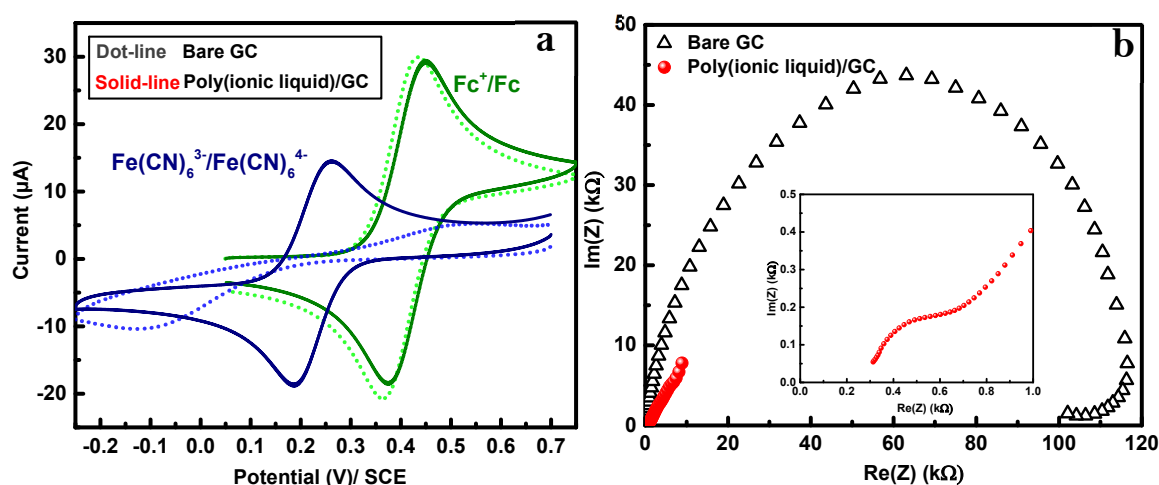 a
Dot-line Bare GC
Solid-line Poly(ionic liquid)/GC
Fc⁺/Fc
Fe(CN)₆³⁻/Fe(CN)₆⁴⁻
Current (µA)
30
20
10
0
-10
-20
-0.2 -0.1 0.0 0.1 0.2 0.3 0.4 0.5 0.6 0.7
Potential (V)/ SCE
b
Bare GC
Poly(ionic liquid)/GC
Im(Z) (kΩ)
50
45
40
35
30
25
20
15
10
5
0
0 20 40 60 80 100 120
Re(Z) (kΩ)
Im(Z) (kΩ)
0.5
0.4
0.3
0.2
0.1
0.0
0.0 0.2 0.4 0.6 0.8 1.0
Re(Z) (kΩ)